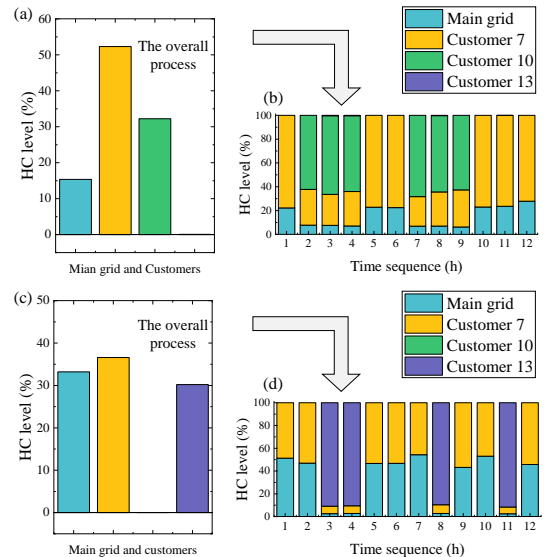 (a)
60
50
40
30
20
10
0
HC level (%)
The overall
process
Mian grid and Customers
Main grid
Customer 7
Customer 10
Customer 13
(b)
100
80
60
40
20
0
HC level (%)
1 2 3 4 5 6 7 8 9 10 11 12
Time sequence (h)
(c)
50
40
30
20
10
0
HC level (%)
The overall
process
Main grid and customers
Main grid
Customer 7
Customer 10
Customer 13
(d)
100
80
60
40
20
0
HC level (%)
1 2 3 4 5 6 7 8 9 10 11 12
Time sequence (h)